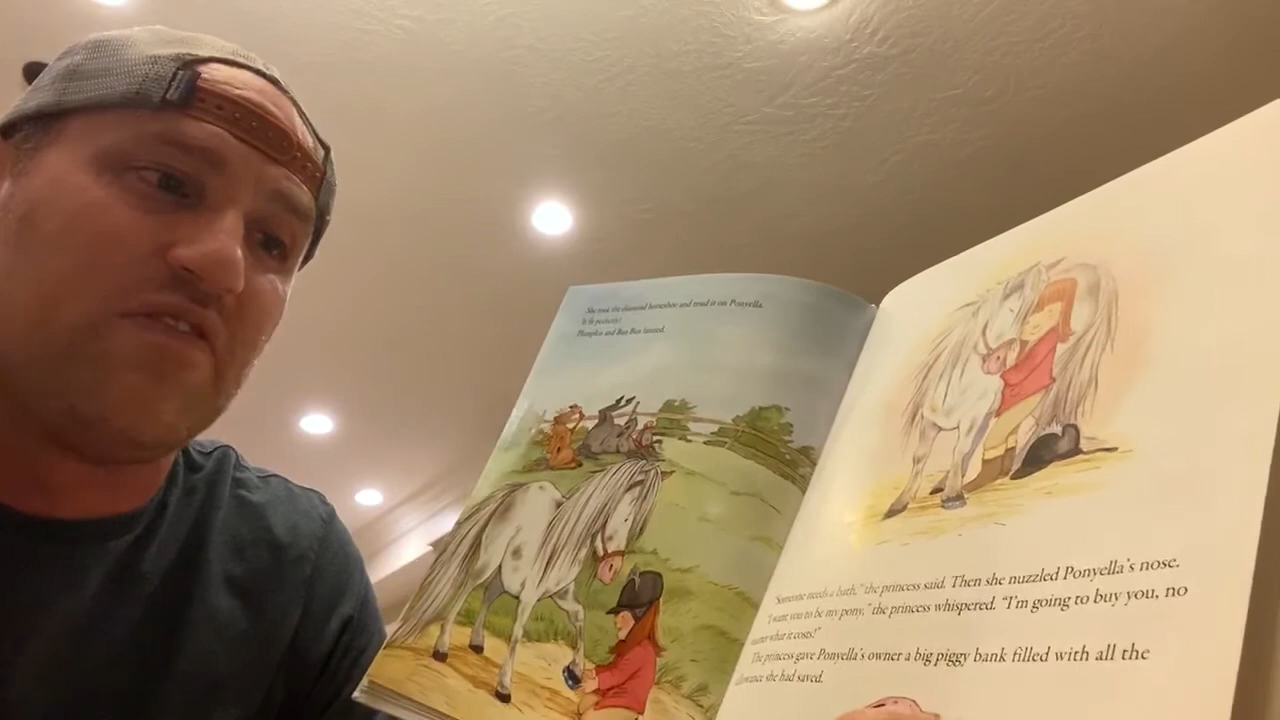 She took the diamond horseshoe and tried it on Ponyella.
It fit perfectly!
Plumpkin and Bun Bun fainted.
"Someone needs a bath," the princess said. Then she nuzzled Ponyella's nose.
"I want you to be my pony," the princess whispered. "I'm going to buy you, no
matter what it costs!"
The princess gave Ponyella's owner a big piggy bank filled with all the
allowance she had saved.